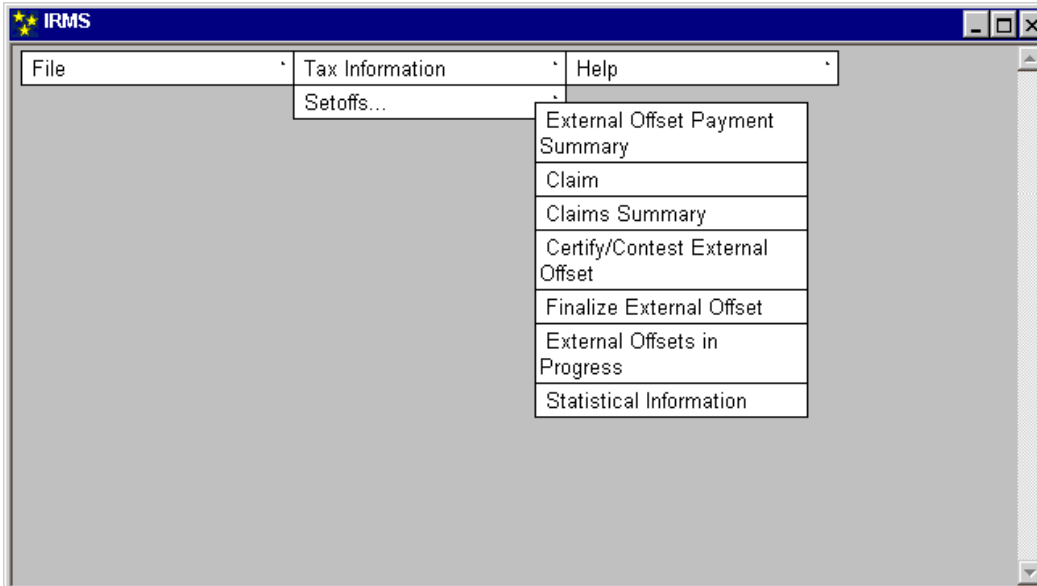 IRMS
File Tax Information Help
Setoffs...
External Offset Payment
Summary
Claim
Claims Summary
Certify/Contest External
Offset
Finalize External Offset
External Offsets in
Progress
Statistical Information